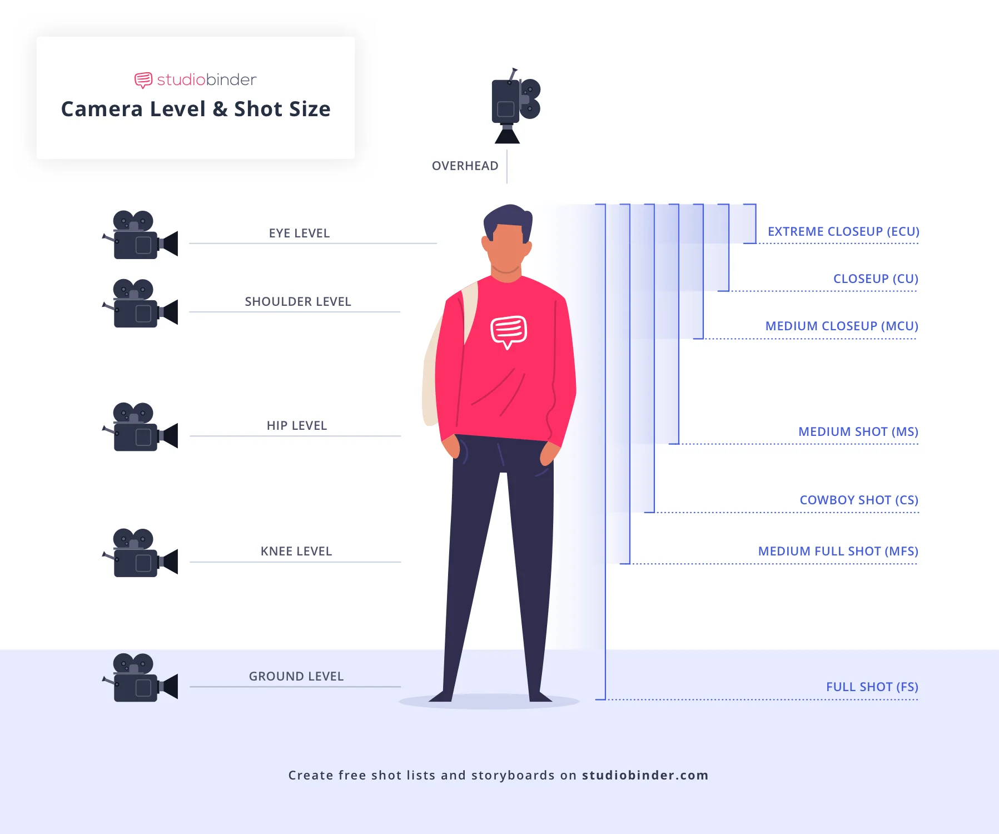 studiobinder
Camera Level & Shot Size
OVERHEAD
EYE LEVEL
SHOULDER LEVEL
HIP LEVEL
KNEE LEVEL
GROUND LEVEL
EXTREME CLOSEUP (ECU)
CLOSEUP (CU)
MEDIUM CLOSEUP (MCU)
MEDIUM SHOT (MS)
COWBOY SHOT (CS)
MEDIUM FULL SHOT (MFS)
FULL SHOT (FS)
Create free shot lists and storyboards on studiobinder.com